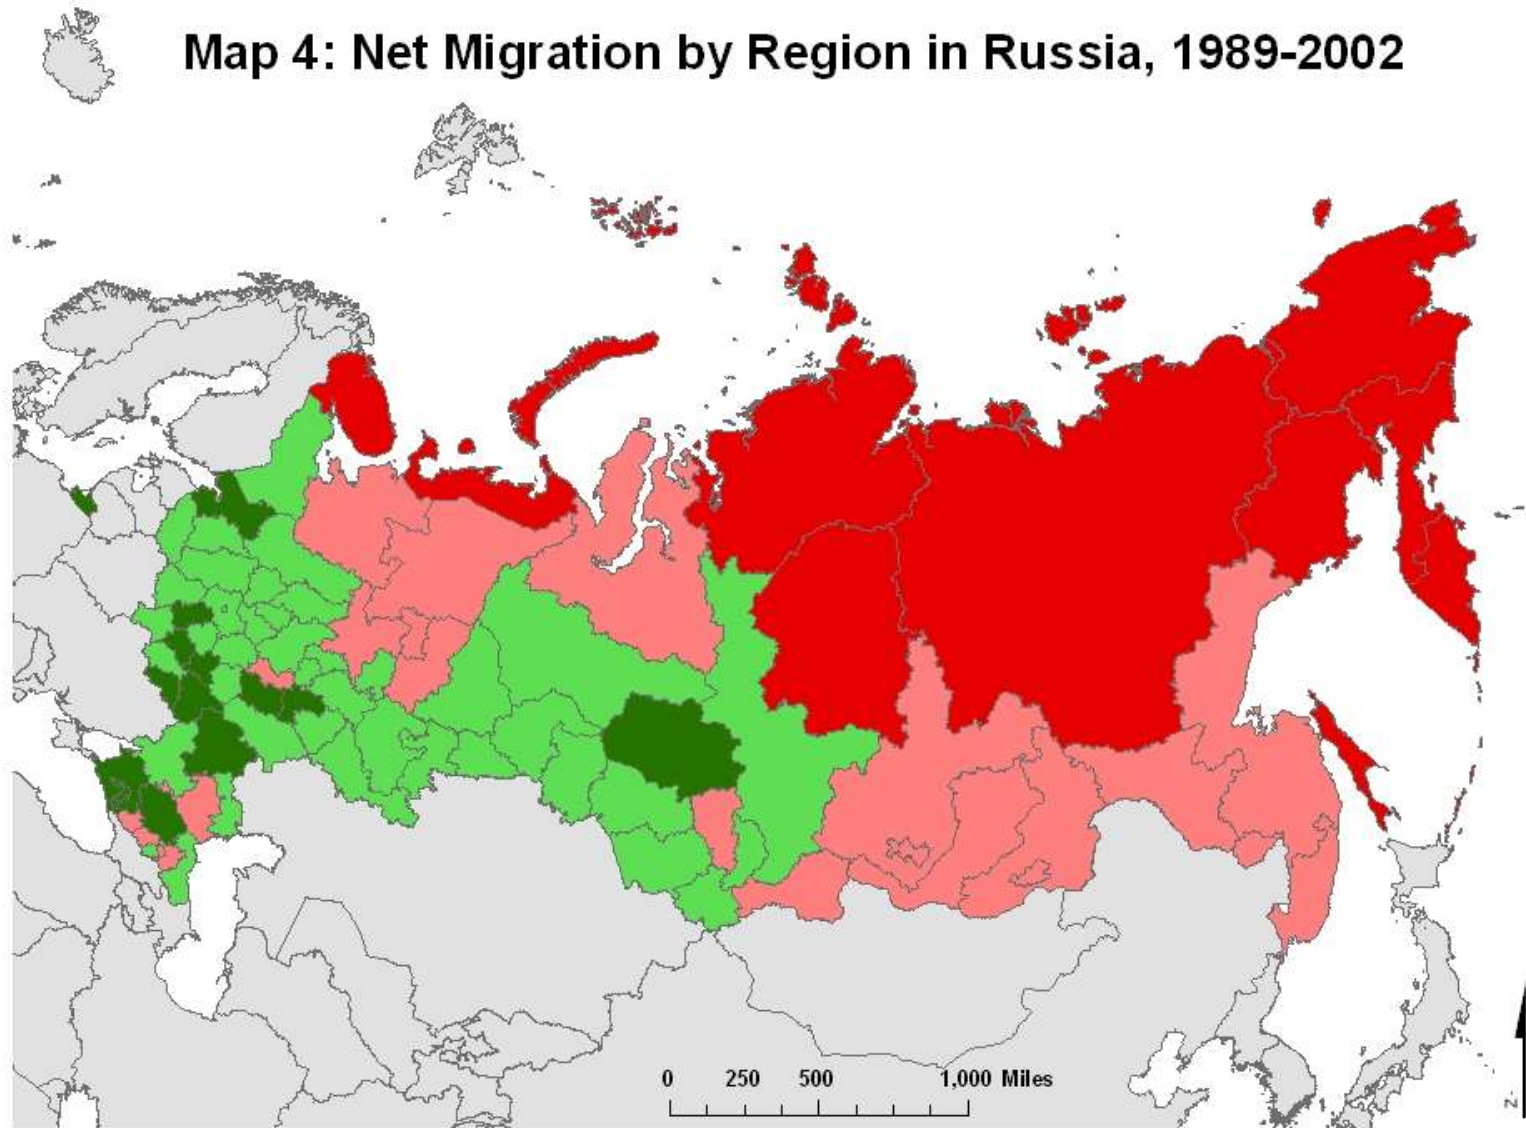 Map 4: Net Migration by Region in Russia, 1989-2002
0 250 500 1,000 Miles